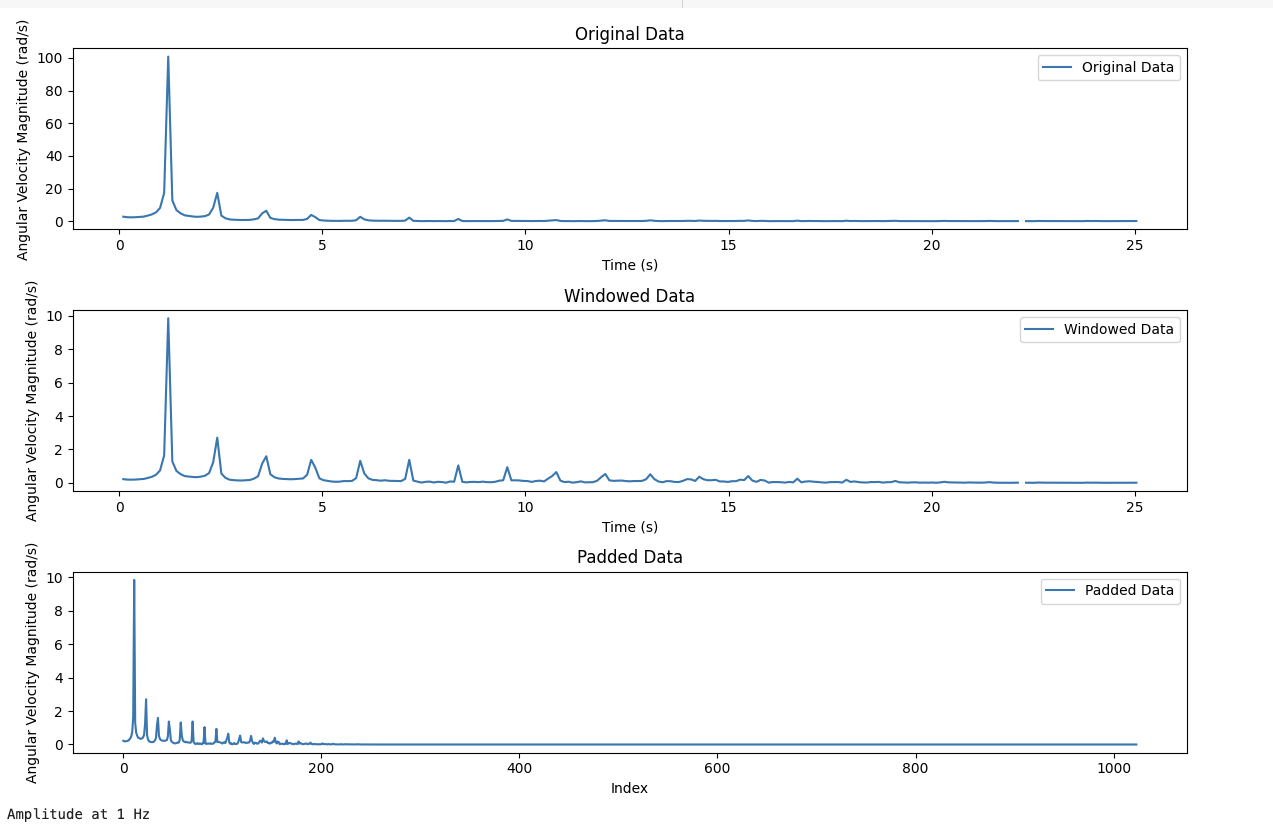 Original Data
Angular Velocity Magnitude (rad/s)
100
80
60
40
20
0
Original Data
0 5 10 15 20 25
Time (s)
Windowed Data
Angular Velocity Magnitude (rad/s)
10
8
6
4
2
0
Windowed Data
0 5 10 15 20 25
Time (s)
Padded Data
Angular Velocity Magnitude (rad/s)
10
8
6
4
2
0
Padded Data
0 200 400 600 800 1000
Index
Amplitude at 1 Hz